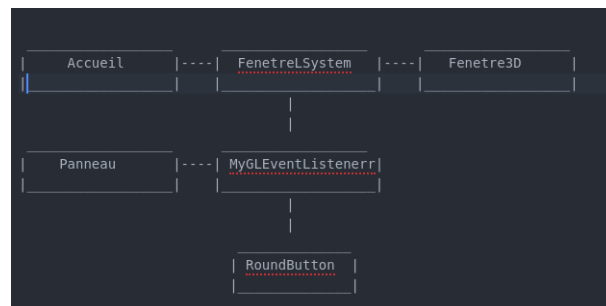 Accueil |----| FenetreLSystem |----| Fenetre3D
Panneau |----| MyGLEventListenerr|
| RoundButton |